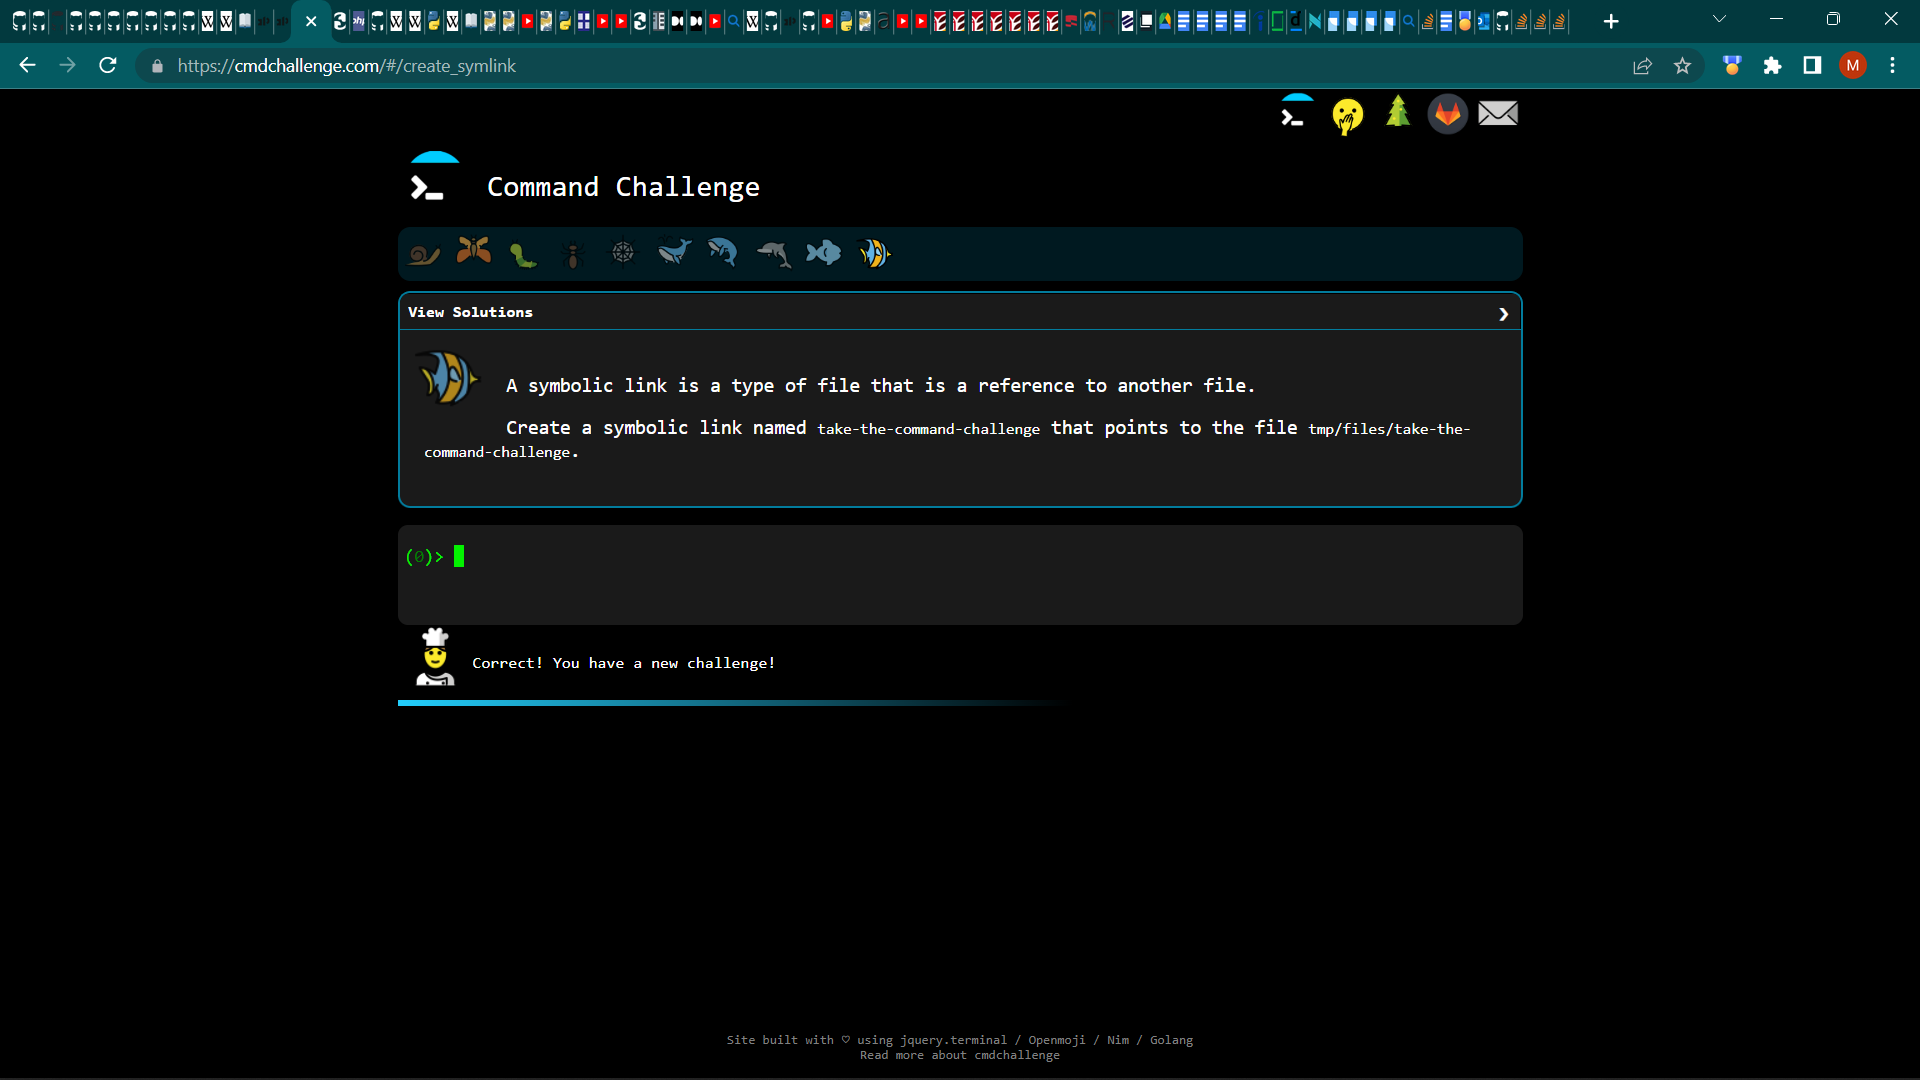 https://cmdchallenge.com/#/create_symlink
M
Command Challenge
View Solutions
A symbolic link is a type of file that is a reference to another file.
Create a symbolic link named take-the-command-challenge that points to the file tmp/files/take-the-
command-challenge.
(0)>
Correct! You have a new challenge!
Site built with ♡ using jquery.terminal / Openmoji / Nim / Golang
Read more about cmdchallenge